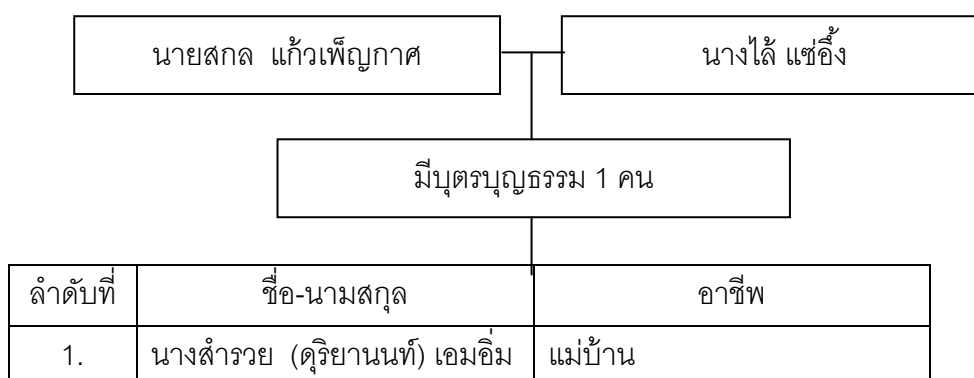 นายสกล แก้วเพ็ญกาศ นางไล้ แซ่อึ้ง
มีบุตรบุญธรรม 1 คน
ลำดับที่ ชื่อ-นามสกุล อาชีพ
1. นางสำรวย (ดุริยานนท์) เอมอิ่ม แม่บ้าน